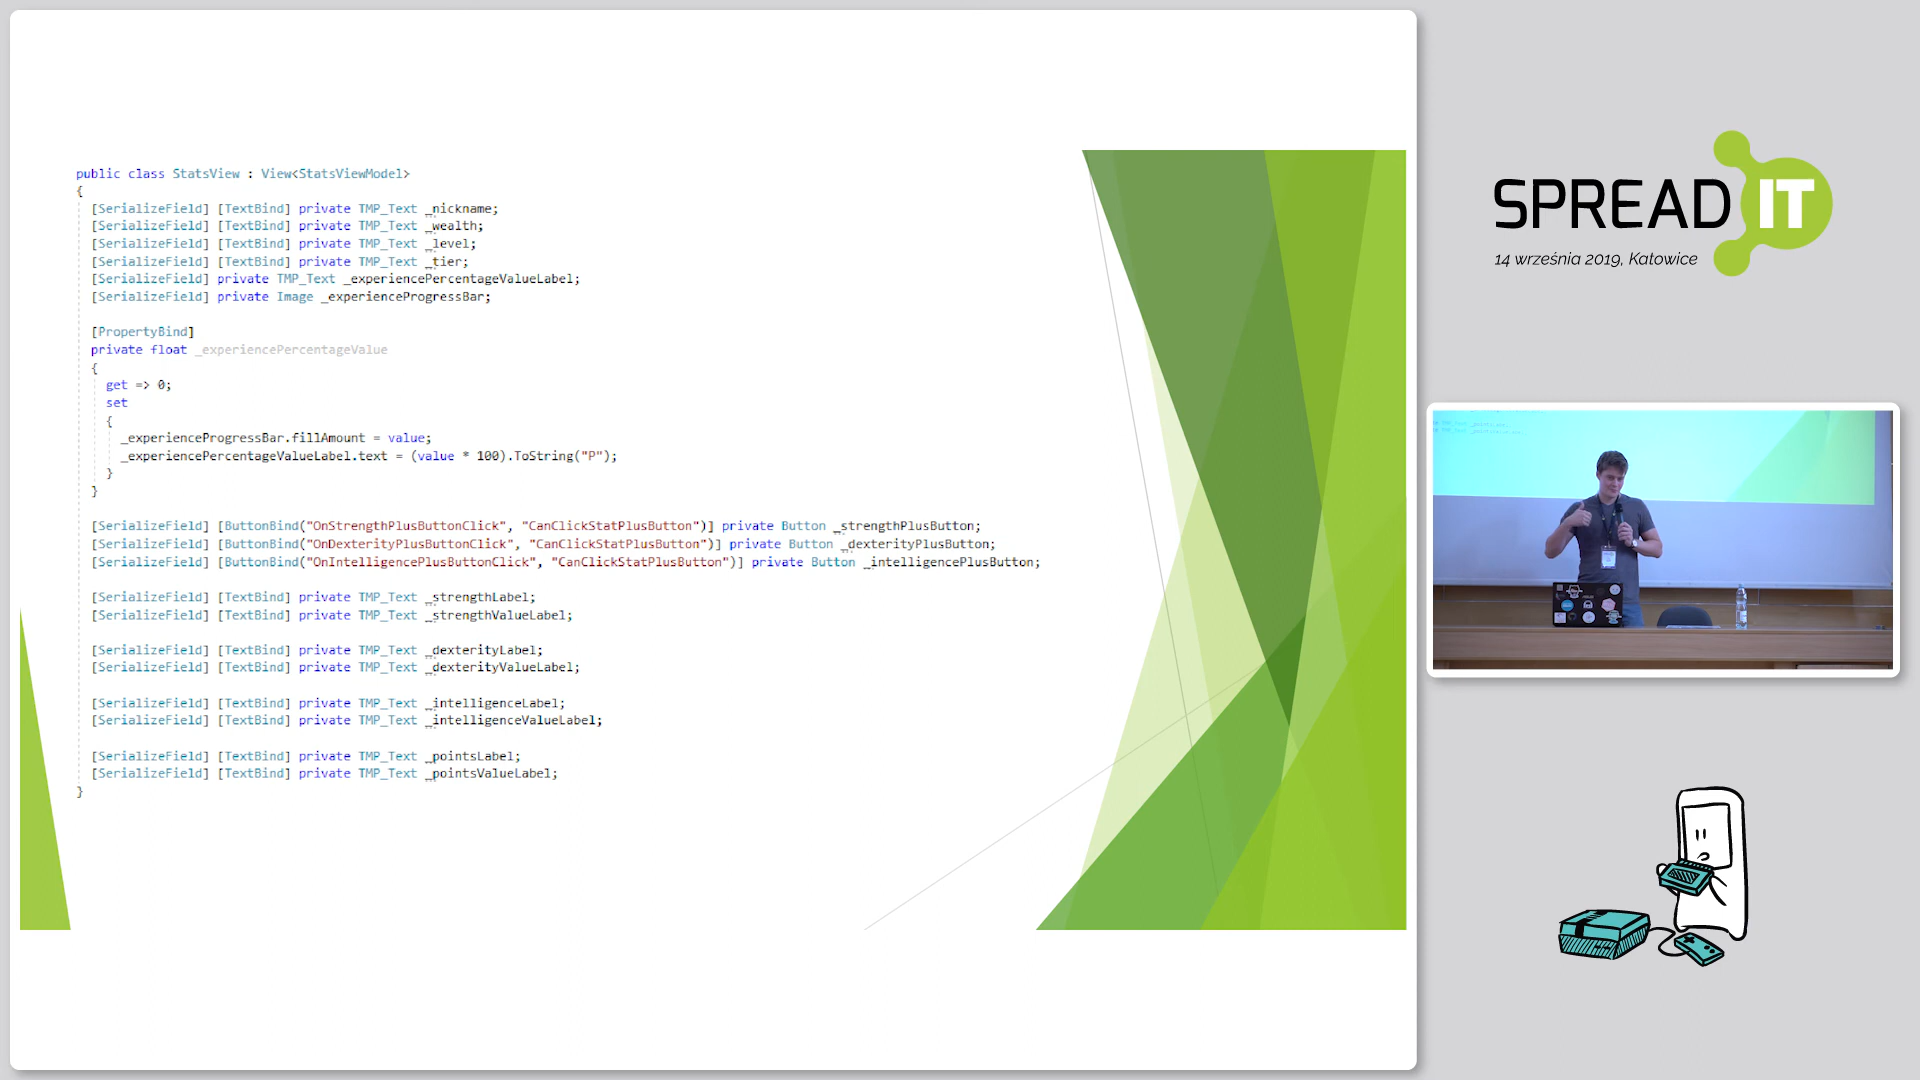 public class StatsView : View<StatsViewModel>
{
[SerializeField] [TextBind] private TMP_Text _nickname;
[SerializeField] [TextBind] private TMP_Text _wealth;
[SerializeField] [TextBind] private TMP_Text _level;
[SerializeField] [TextBind] private TMP_Text _tier;
[SerializeField] private TMP_Text _experiencePercentageValueLabel;
[SerializeField] private Image _experienceProgressBar;
[PropertyBind]
private float _experiencePercentageValue
{
get => 0;
set
{
_experienceProgressBar.fillAmount = value;
_experiencePercentageValueLabel.text = (value * 100).ToString("P");
}
}
[SerializeField] [ButtonBind("OnStrengthPlusButtonClick", "CanClickStatPlusButton")] private Button _strengthPlusButton;
[SerializeField] [ButtonBind("OnDexterityPlusButtonClick", "CanClickStatPlusButton")] private Button _dexterityPlusButton;
[SerializeField] [ButtonBind("OnIntelligencePlusButtonClick", "CanClickStatPlusButton")] private Button _intelligencePlusButton;
[SerializeField] [TextBind] private TMP_Text _strengthLabel;
[SerializeField] [TextBind] private TMP_Text _strengthValueLabel;
[SerializeField] [TextBind] private TMP_Text _dexterityLabel;
[SerializeField] [TextBind] private TMP_Text _dexterityValueLabel;
[SerializeField] [TextBind] private TMP_Text _intelligenceLabel;
[SerializeField] [TextBind] private TMP_Text _intelligenceValueLabel;
[SerializeField] [TextBind] private TMP_Text _pointsLabel;
[SerializeField] [TextBind] private TMP_Text _pointsValueLabel;
}
SPREAD IT
14 września 2019, Katowice